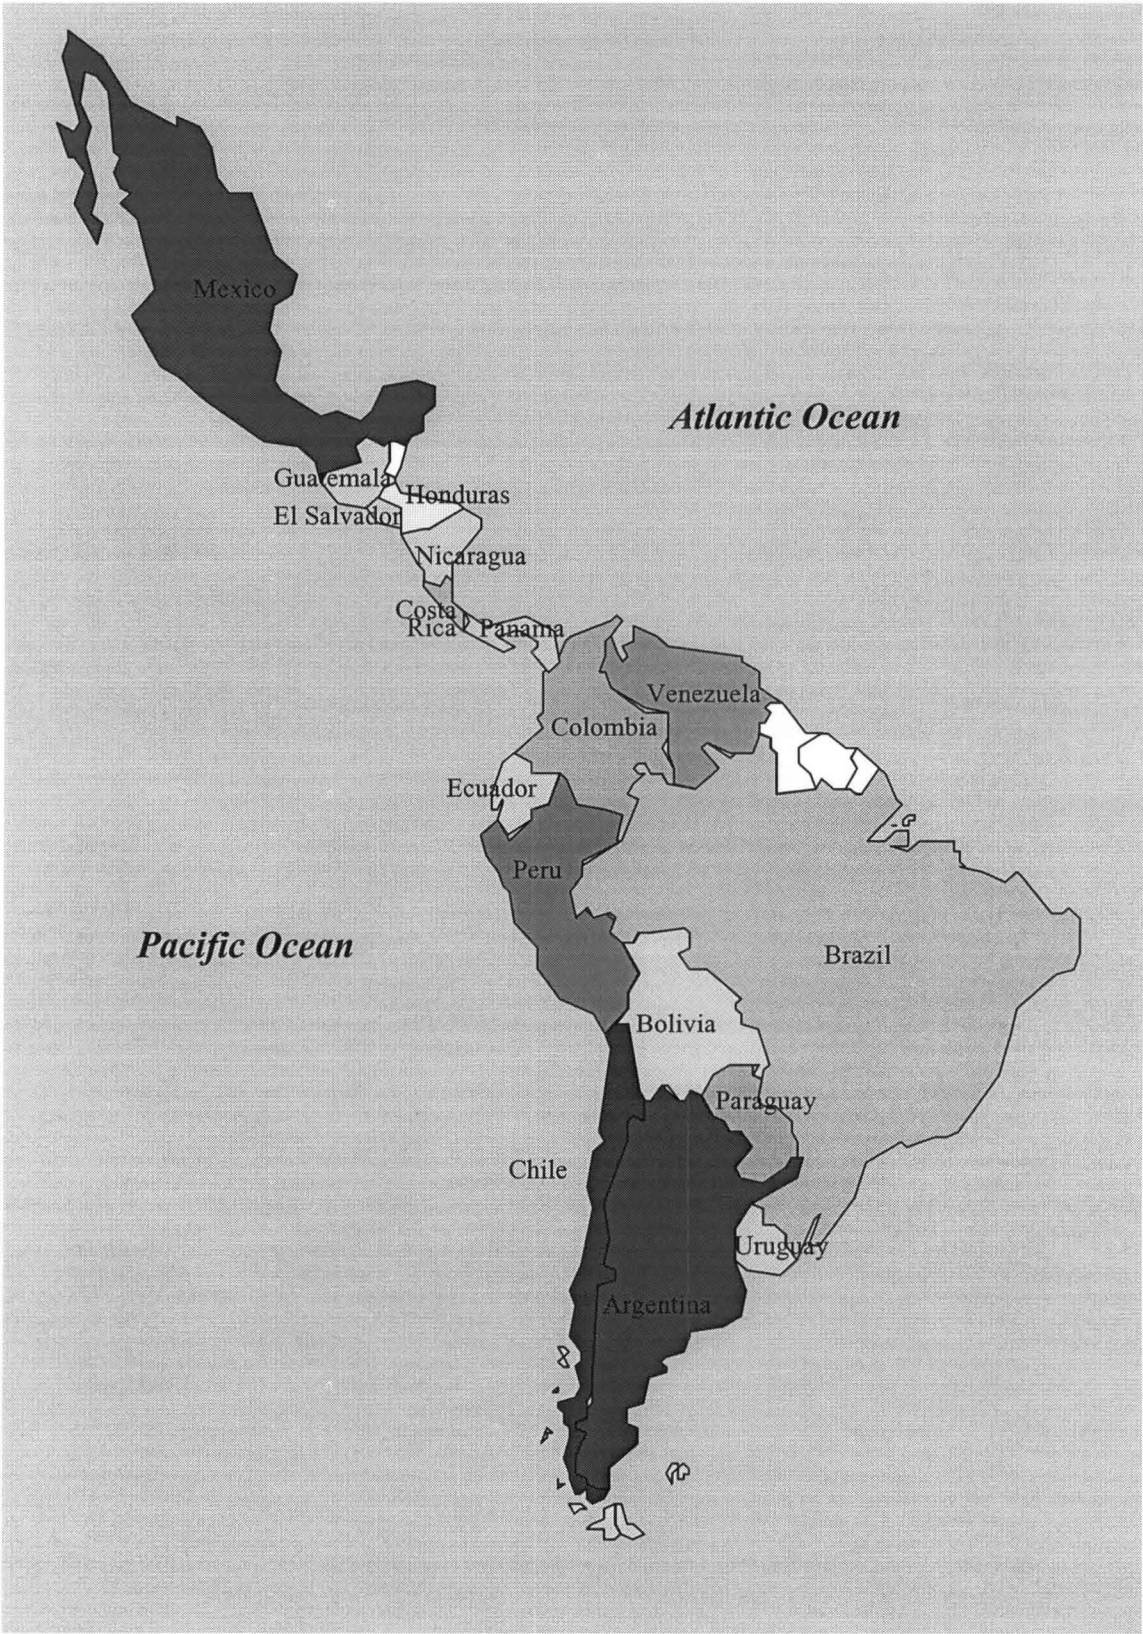 Mexico
Atlantic Ocean
Guatemala
Honduras
El Salvador
Nicaragua
Costa
Rica
Panama
Venezuela
Colombia
Ecuador
Peru
Pacific Ocean
Brazil
Bolivia
Paraguay
Chile
Uruguay
Argentina